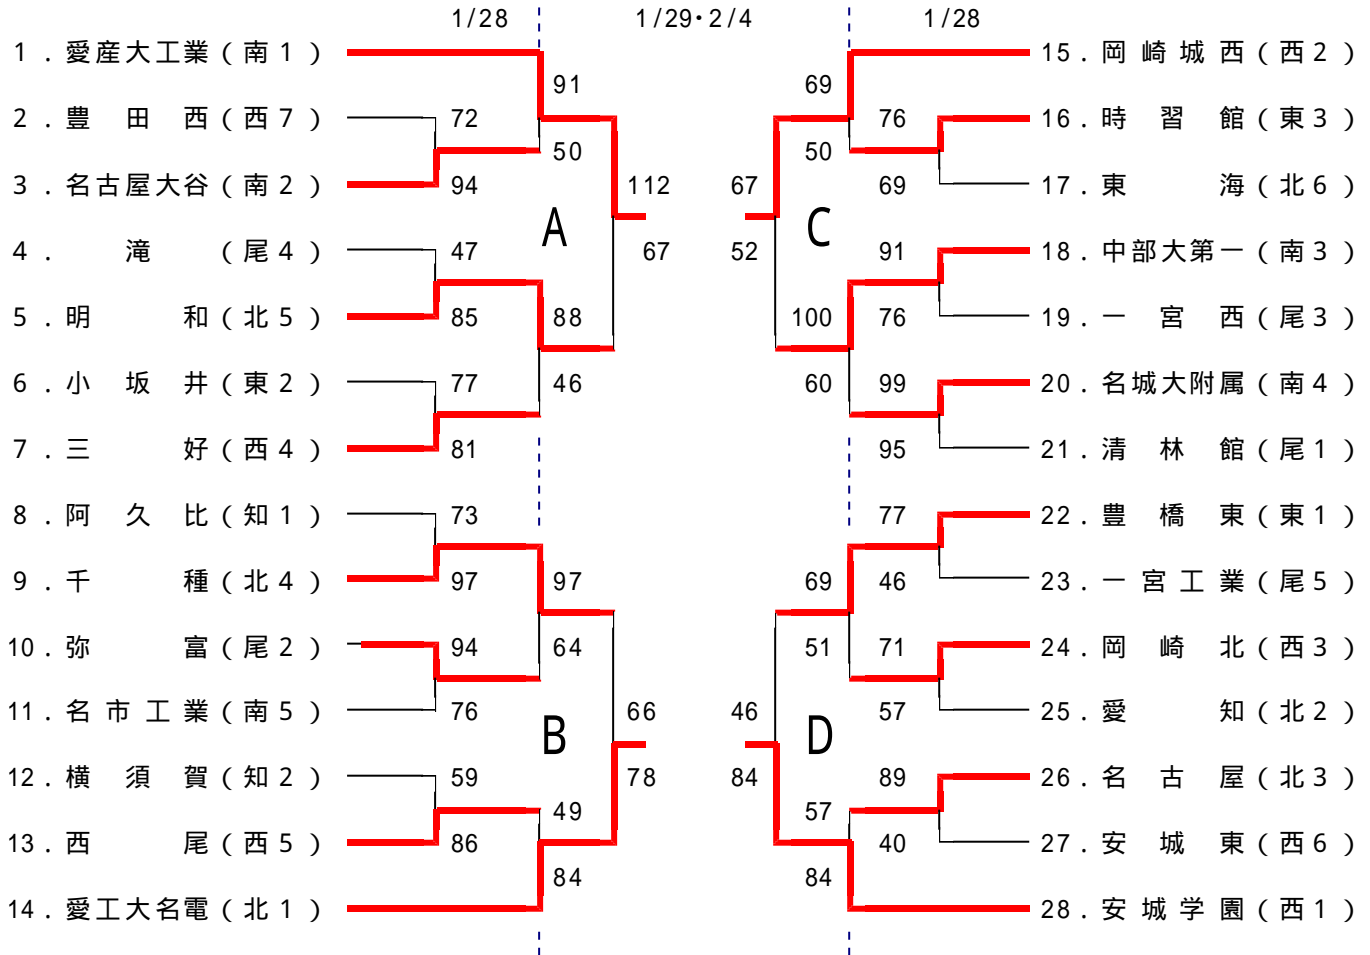 1/28 1/29・2/4 1/28
1．愛産大工業(南1) 91 69 15．岡崎城西(西2)
2．豊田西(西7) 72 76 16．時習館(東3)
50 50
3．名古屋大谷(南2) 94 112 67 69 17．東海(北6)
A C
4．滝(尾4) 47 67 52 91 18．中部大第一(南3)
5．明和(北5) 85 88 100 76 19．一宮西(尾3)
6．小坂井(東2) 77 46 60 99 20．名城大附属(南4)
7．三好(西4) 81 95 21．清林館(尾1)
8．阿久比(知1) 73 77 22．豊橋東(東1)
9．千種(北4) 97 97 69 46 23．一宮工業(尾5)
10．弥富(尾2) 94 64 51 71 24．岡崎北(西3)
11．名市工業(南5) 76 66 46 57 25．愛知(北2)
B D
12．横須賀(知2) 59 78 84 89 26．名古屋(北3)
49 57
13．西尾(西5) 86 40 27．安城東(西6)
84 84
14．愛工大名電(北1) 28．安城学園(西1)